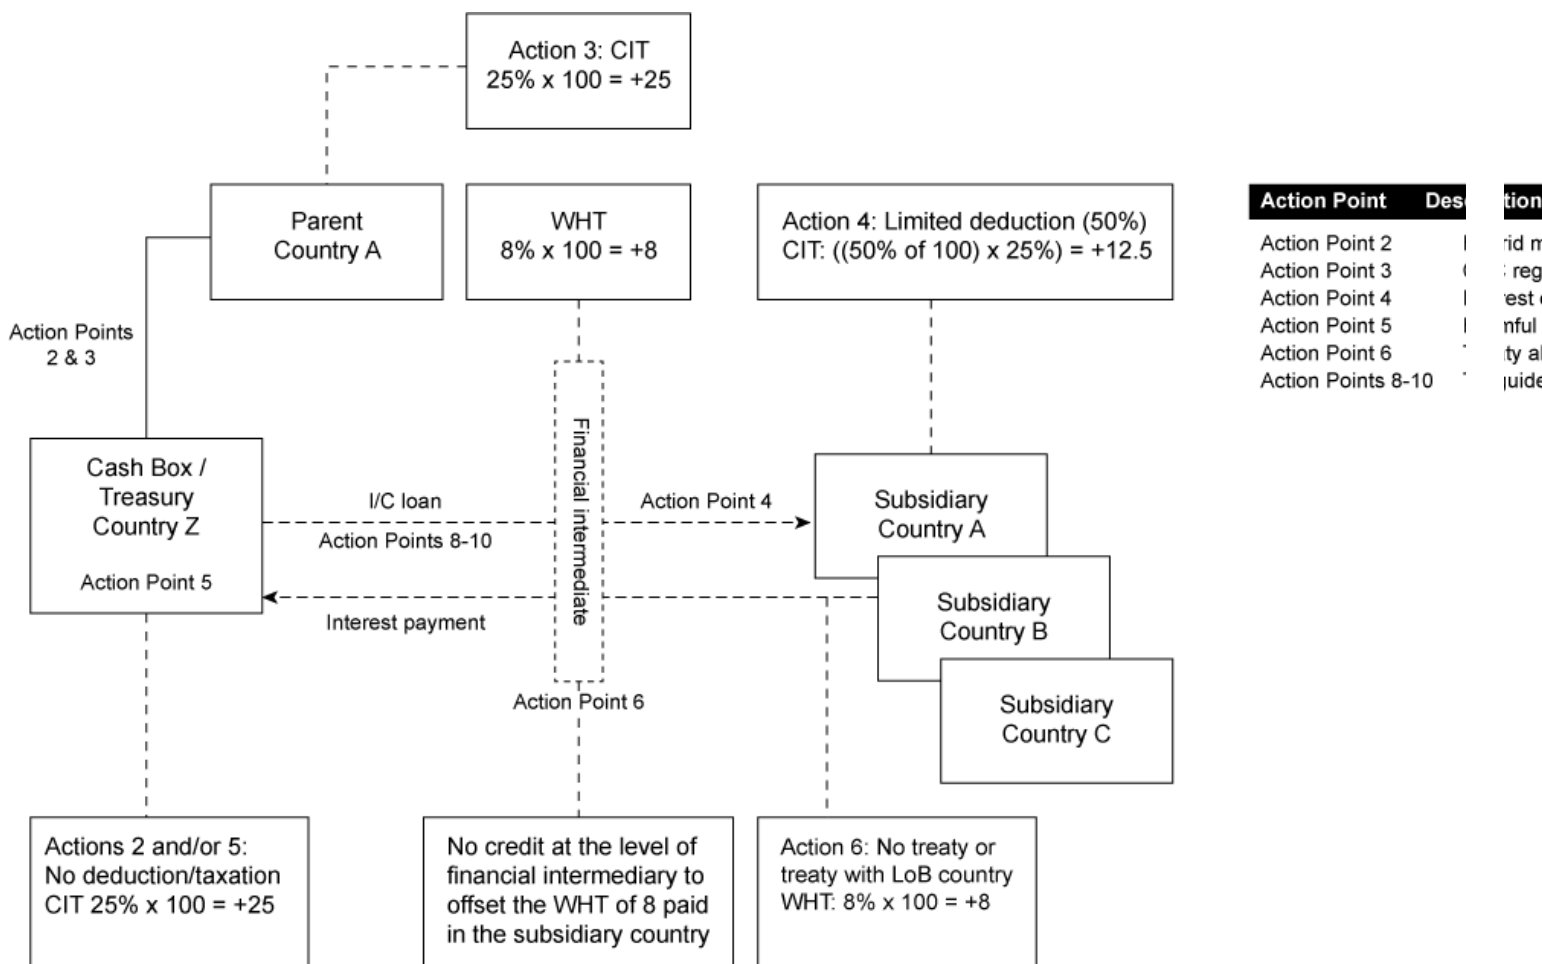 Action 3: CIT
25% x 100 = +25
Parent
Country A
WHT
8% x 100 = +8
Action 4: Limited deduction (50%)
CIT: ((50% of 100) x 25%) = +12.5
Action Points
2 & 3
Cash Box /
Treasury
Country Z
Action Point 5
I/C loan
Action Points 8-10
Interest payment
Financial intermediate
Action Point 4
Action Point 6
Subsidiary
Country A
Subsidiary
Country B
Subsidiary
Country C
Actions 2 and/or 5:
No deduction/taxation
CIT 25% x 100 = +25
No credit at the level of
financial intermediary to
offset the WHT of 8 paid
in the subsidiary country
Action 6: No treaty or
treaty with LoB country
WHT: 8% x 100 = +8
Action Point
Action Point 2
Action Point 3
Action Point 4
Action Point 5
Action Point 6
Action Points 8-10